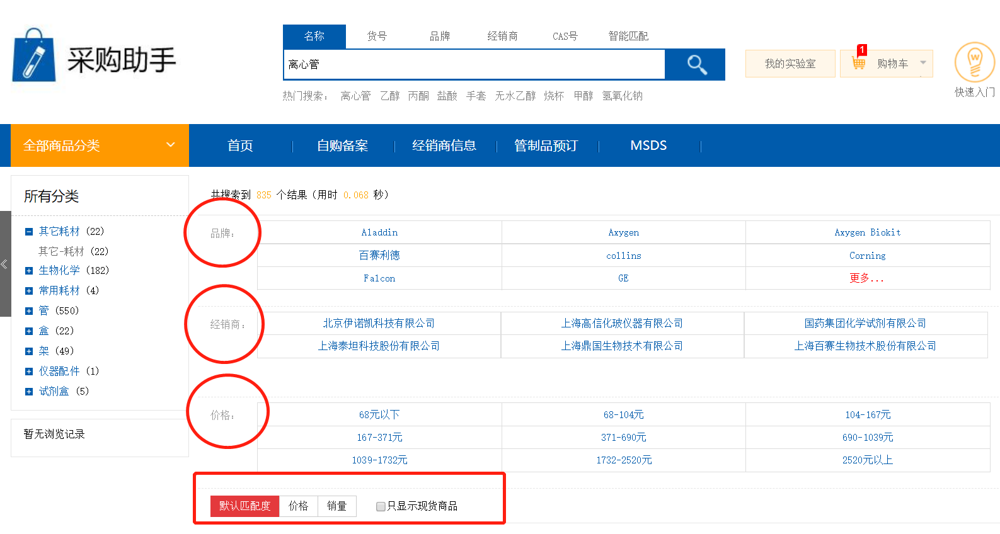 采购助手
名称 货号 品牌 经销商 CAS号 智能匹配
离心管
我的实验室
1
购物车
W
快速入门
热门搜索： 离心管 乙醇 丙酮 盐酸 手套 无水乙醇 烧杯 甲醇 氢氧化钠
全部商品分类 首页 自购备案 经销商信息 管制品预订 MSDS
所有分类
其它耗材 (22)
其它-耗材 (22)
生物化学 (182)
常用耗材 (4)
管 (550)
盒 (22)
架 (49)
仪器配件 (1)
试剂盒 (5)
暂无浏览记录
共搜索到 835 个结果（用时 0.068 秒）
品牌： Aladdin Axygen Axygen Biokit
百赛利德 collins Corning
Falcon GE 更多...
经销商： 北京伊诺凯科技有限公司 上海高信化玻仪器有限公司 国药集团化学试剂有限公司
上海泰坦科技股份有限公司 上海鼎国生物技术有限公司 上海百赛生物技术股份有限公司
价格： 68元以下 68-104元 104-167元
167-371元 371-690元 690-1039元
1039-1732元 1732-2520元 2520元以上
默认匹配度 价格 销量 只显示现货商品